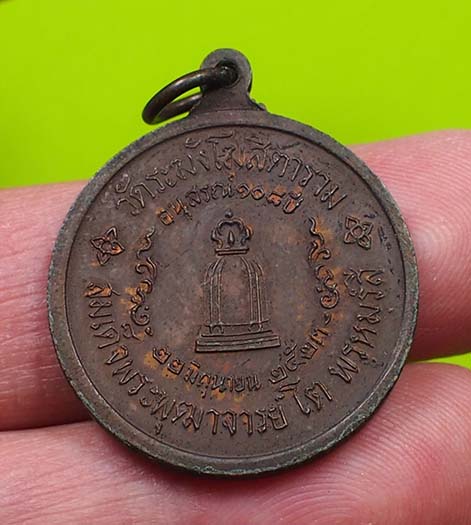 วัดระฆังโฆสิตาราม
อนุสรณ์๑๐๘ปี
๒๒มิถุนายน ๒๕๒๓
สมเด็จพระพุฒาจารย์โต พรหมรังสี